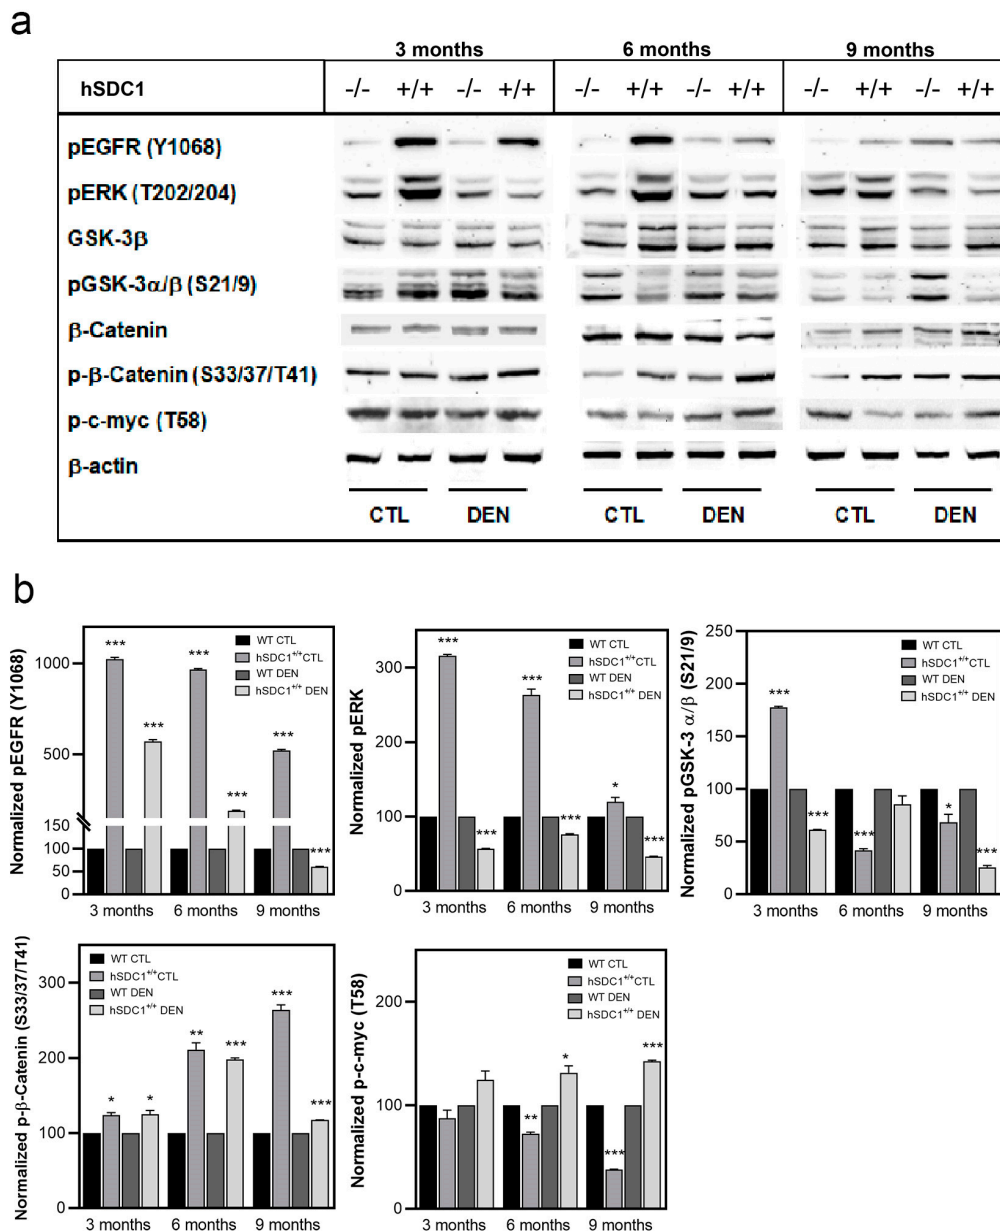 a
3 months 6 months 9 months
hSDC1 -/- +/+ -/- +/+ -/- +/+ -/- +/+ -/- +/+ -/- +/+
pEGFR (Y1068)
pERK (T202/204)
GSK-3β
pGSK-3α/β (S21/9)
β-Catenin
p-β-Catenin (S33/37/T41)
p-c-myc (T58)
β-actin
CTL DEN CTL DEN CTL DEN
b
Normalized pEGFR (Y1068)
1000
500
150
100
50
0
WT CTL
hSDC1+/+CTL
WT DEN
hSDC1+/+ DEN
*** *** *** *** *** ***
3 months 6 months 9 months
Normalized pERK
300
200
100
0
WT CTL
hSDC1+/+CTL
WT DEN
hSDC1+/+ DEN
*** *** *** *** * ***
3 months 6 months 9 months
Normalized pGSK-3 α/β (S21/9)
250
200
150
100
50
0
WT CTL
hSDC1+/+CTL
WT DEN
hSDC1+/+ DEN
*** *** *** * ***
3 months 6 months 9 months
Normalized p-β-Catenin (S33/37/T41)
300
200
100
0
WT CTL
hSDC1+/+CTL
WT DEN
hSDC1+/+ DEN
* * ** *** *** ***
3 months 6 months 9 months
Normalized p-c-myc (T58)
200
100
0
WT CTL
hSDC1+/+CTL
WT DEN
hSDC1+/+ DEN
** * *** ***
3 months 6 months 9 months